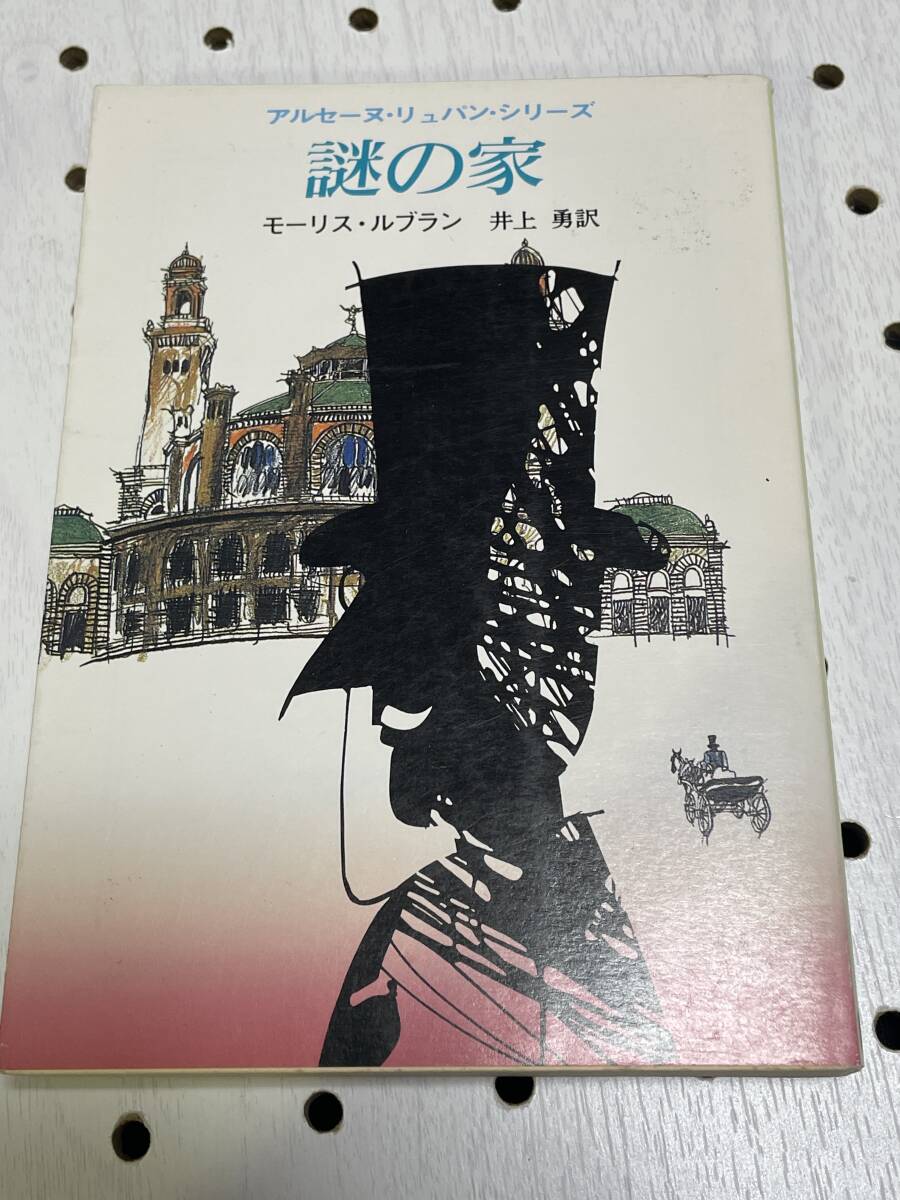 アルセーヌ・リュパン・シリーズ
謎の家
モーリス・ルブラン 井上 勇訳